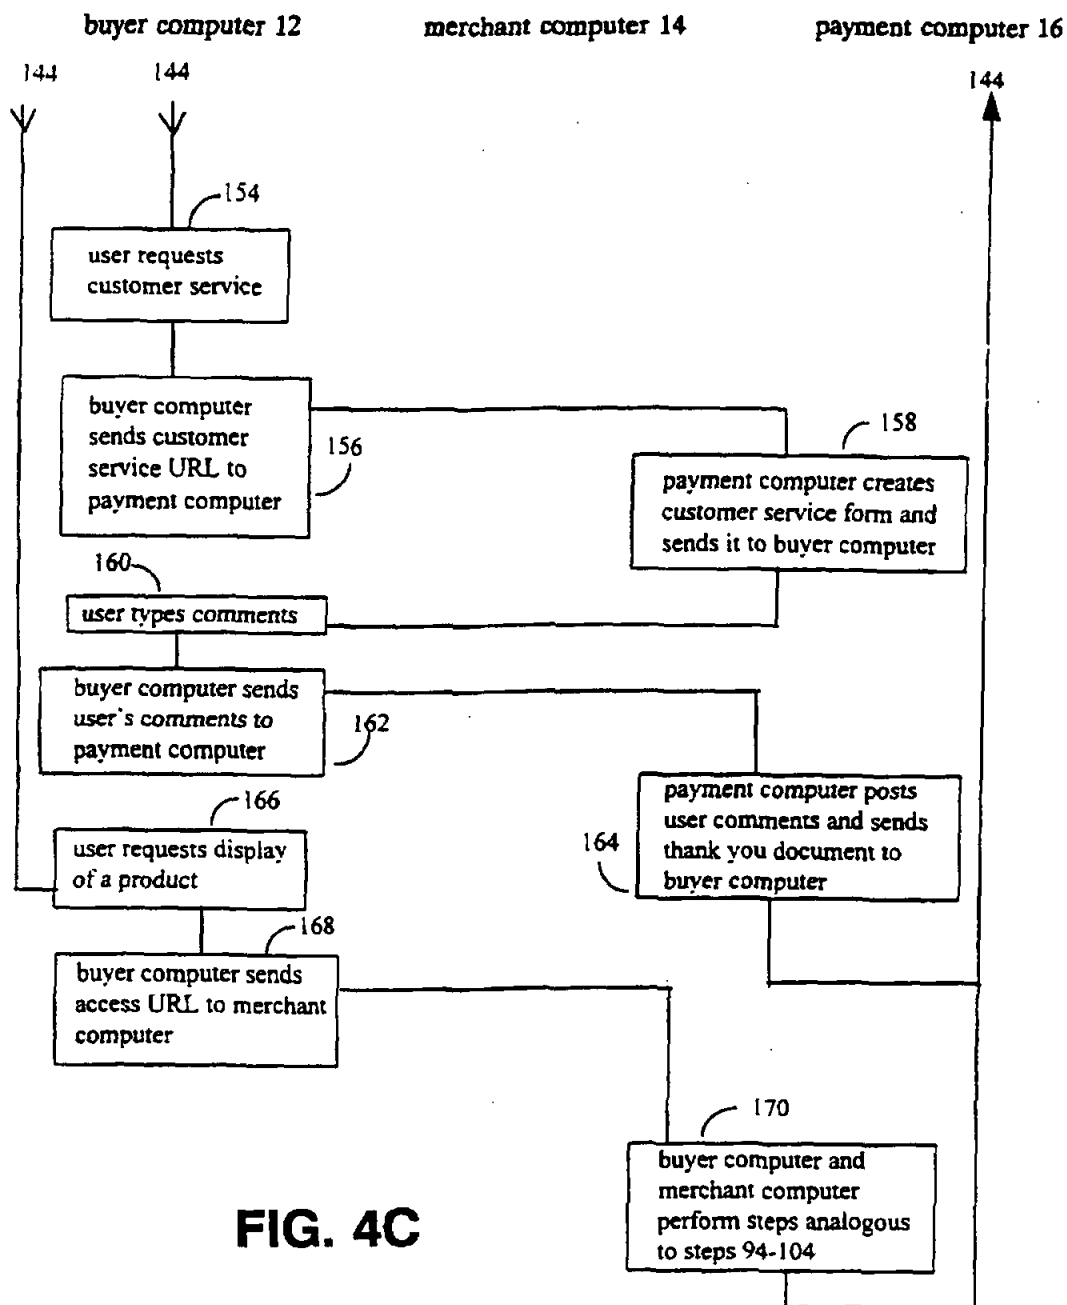 buyer computer 12
merchant computer 14
payment computer 16
144
144
144
154
user requests
customer service
buyer computer
sends customer
service URL to
payment computer
156
158
payment computer creates
customer service form and
sends it to buyer computer
160
user types comments
buyer computer sends
user's comments to
payment computer
162
payment computer posts
user comments and sends
thank you document to
buyer computer
164
166
user requests display
of a product
168
buyer computer sends
access URL to merchant
computer
170
buyer computer and
merchant computer
perform steps analogous
to steps 94-104
FIG. 4C